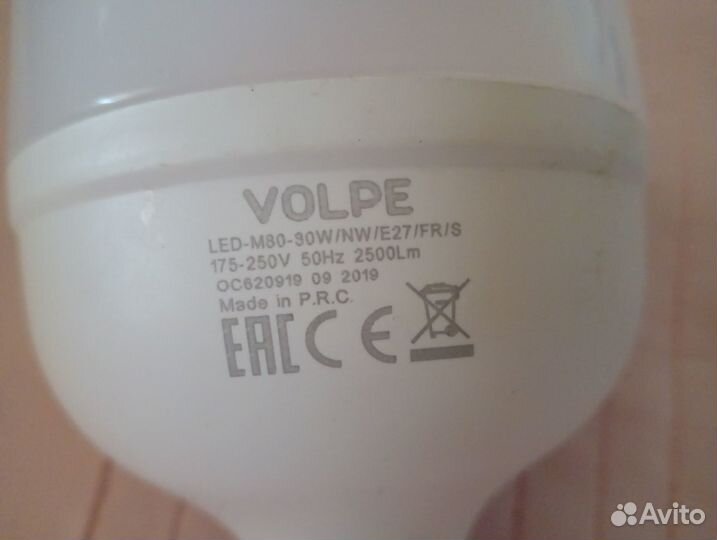 VOLPE
LED-M80-30W/NW/E27/FR/S
175-250V 50Hz 2500Lm
OC620919 09 2019
Made in P.R.C.
EAC CE
Avito